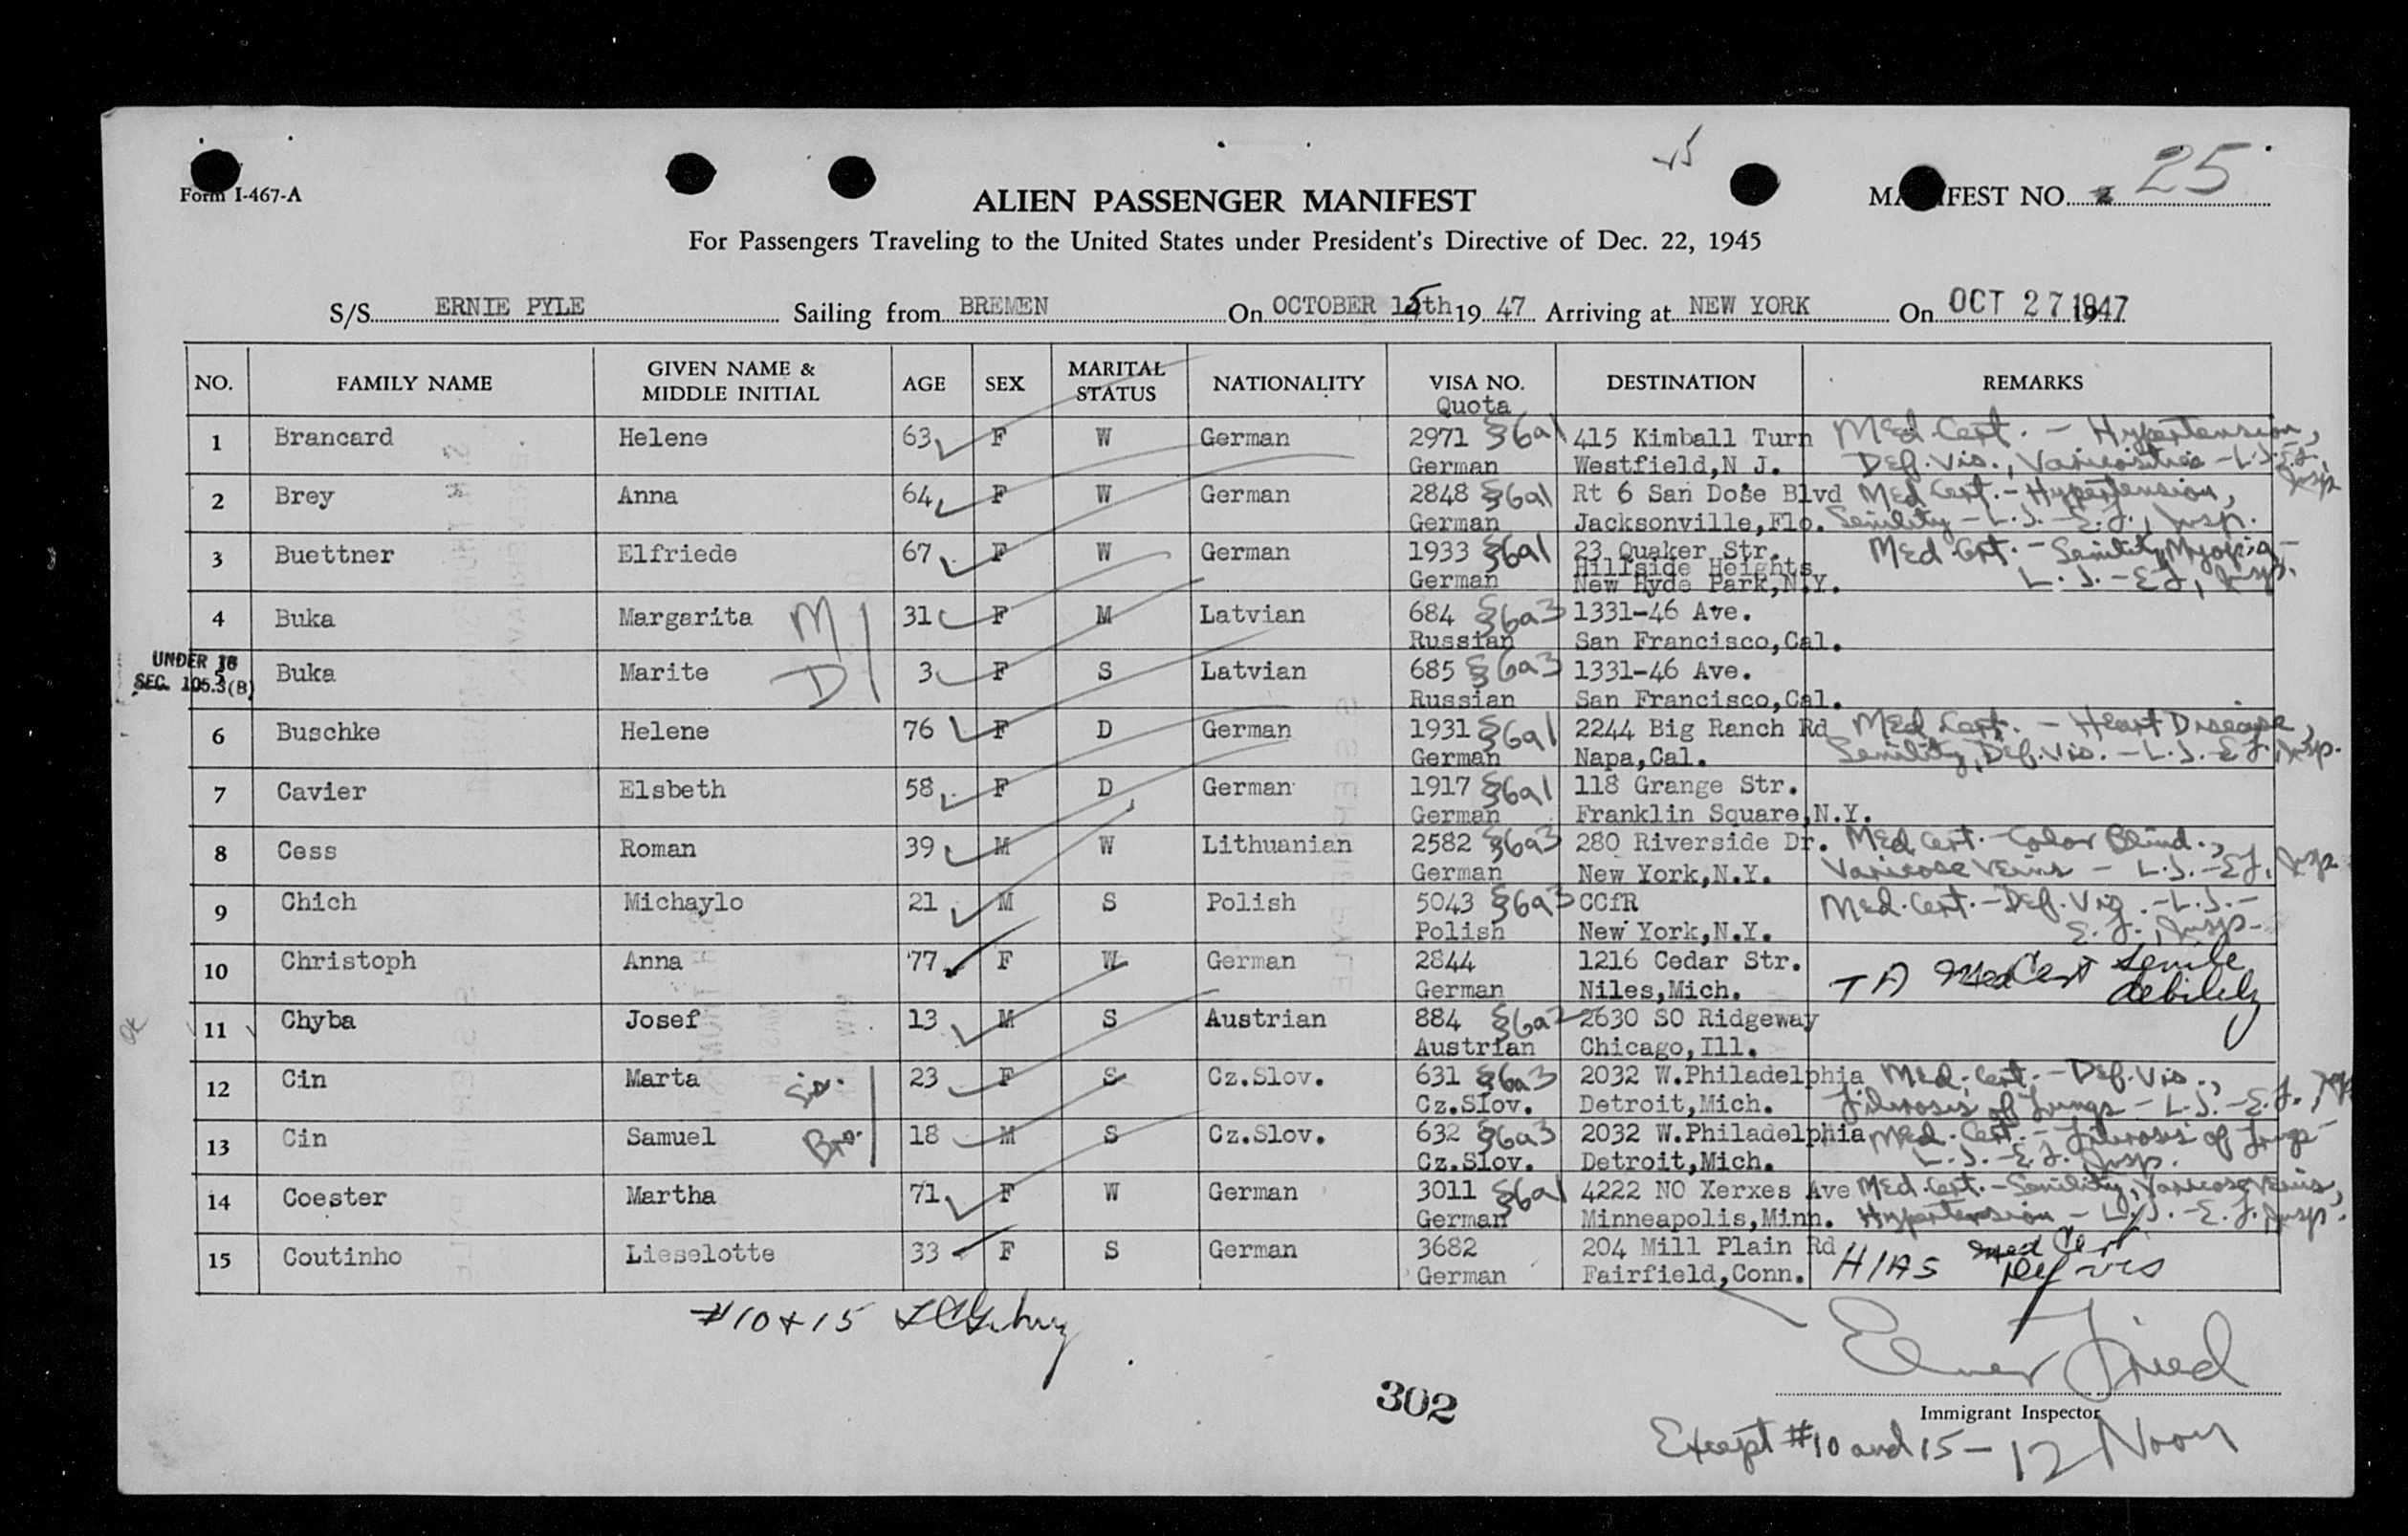 25
Form I-467-A
ALIEN PASSENGER MANIFEST
MANIFEST NO. 25
For Passengers Traveling to the United States under President's Directive of Dec. 22, 1945
S/S ERNIE PYLE Sailing from BREMEN On OCTOBER 15th 19 47 Arriving at NEW YORK On OCT 27 1947
NO. FAMILY NAME GIVEN NAME & MIDDLE INITIAL AGE SEX MARITAL STATUS NATIONALITY VISA NO. Quota DESTINATION REMARKS
1 Brancard Helene 63 F W German 2971 §6a1 415 Kimball Turn Med. Cert. - Hypertension,
German Westfield,N J. Def. Vis., Varicosities - L.J. - E.F. Insp
2 Brey Anna 64 F W German 2848 §6a1 Rt 6 San Dose Blvd Med Cert. - Hypertension,
German Jacksonville,Flo. Senility - L.J. - E.F., Insp.
3 Buettner Elfriede 67 F W German 1933 §6a1 23 Quaker Str. Med Cert. - Senility, Myopia -
Hillside Heights
German New Hyde Park,N.Y. L.J. - E.F, Insp.
4 Buka Margarita M 31 F M Latvian 684 §6a3 1331-46 Ave.
Russian San Francisco,Cal.
UNDER 16
SEC. 105.3(B)
5 Buka Marite D 3 F S Latvian 685 §6a3 1331-46 Ave.
Russian San Francisco,Cal.
6 Buschke Helene 76 F D German 1931 §6a1 2244 Big Ranch Rd Med. Cert. - Heart Disease,
German Napa,Cal. Senility, Def. Vis. - L.J. - E.F. Insp.
7 Cavier Elsbeth 58 F D German 1917 §6a1 118 Grange Str.
German Franklin Square,N.Y.
8 Cess Roman 39 M W Lithuanian 2582 §6a3 280 Riverside Dr. Med. Cert. - Color Blind.,
German New York,N.Y. Varicose Veins - L.J. - E.F. Insp
9 Chich Michaylo 21 M S Polish 5043 §6a3 CCfR Med. Cert. - Def. Vis. - L.J. -
Polish New York,N.Y. E.F., Insp.
10 Christoph Anna 77 F W German 2844 1216 Cedar Str. T A Med Cert Senile
German Niles,Mich. debility
11 Chyba Josef 13 M S Austrian 884 §6a2 2630 SO Ridgeway
Austrian Chicago,Ill.
12 Cin Marta Sis. 23 F S Cz.Slov. 631 §6a3 2032 W.Philadelphia Med. Cert. - Def. Vis.,
Cz.Slov. Detroit,Mich. Fibrosis of Lungs - L.J. - E.F.,
13 Cin Samuel Bro. 18 M S Cz.Slov. 632 §6a3 2032 W.Philadelphia Med. Cert. - Fibrosis of Lungs -
Cz.Slov. Detroit,Mich. L.J. - E.F. Insp.
14 Coester Martha 71 F W German 3011 §6a1 4222 NO Xerxes Ave Med. Cert. - Senility, Varicose Veins,
German Minneapolis,Minn. Hypertension - L.J. - E.F. Insp.
15 Coutinho Lieselotte 33 F S German 3682 204 Mill Plain Rd HIAS Med Cert
German Fairfield,Conn. Def vis
#10 & 15
Elmer Fried
302
Immigrant Inspector
Except #10 and 15 - 12 Noon